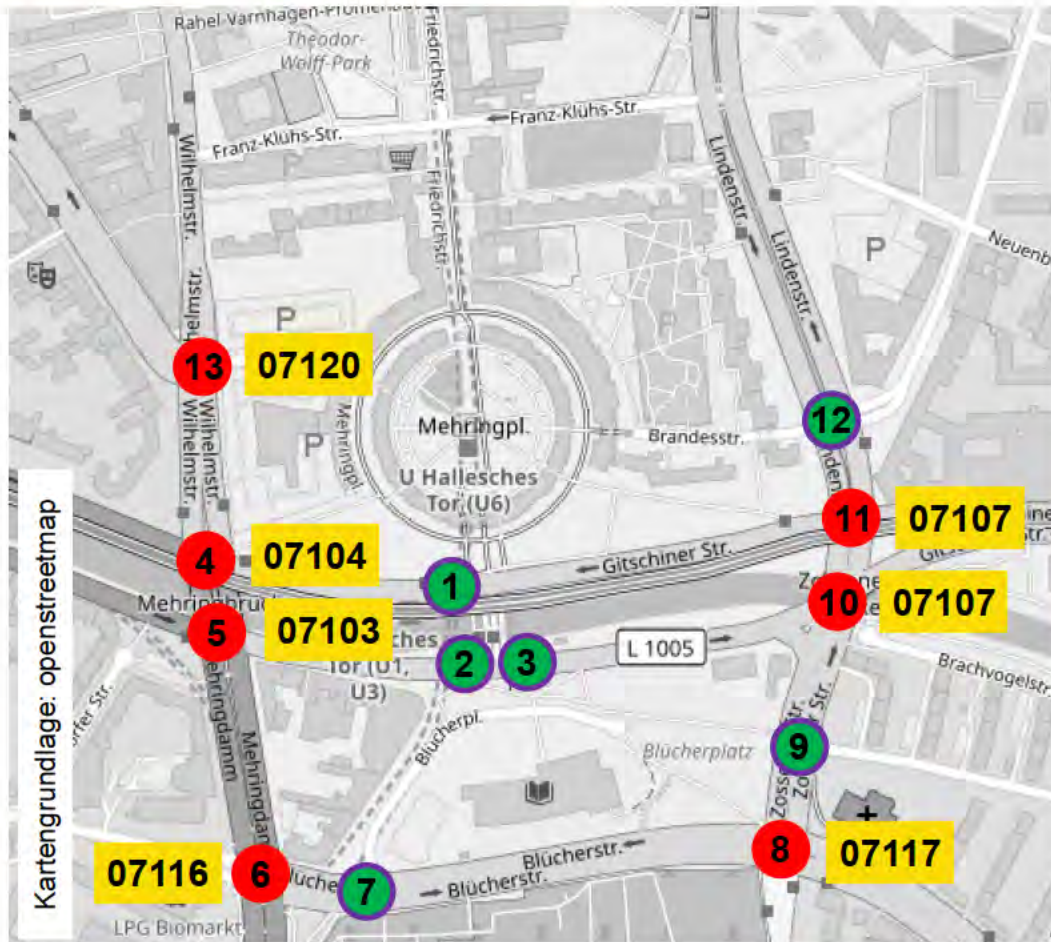 Rahel-Varnhagen-Promenade
Theodor-
Wolff-Park
Friedrichstr.
Franz-Klühs-Str.
Franz-Klühs-Str.
Wilhelmstr.
Friedrichstr.
Lindenstr.
Lindenstr.
P
Neuenb
P
P
13
07120
Mehringpl.
Wilhelmstr.
Wilhelmstr.
P
Mehringpl.
Brandesstr.
12
U Hallesches
Tor (U6)
11
07107
4
07104
Gitschiner Str.
1
Mehringbrück
10
07107
5
07103
2
3
Tor (U1,
U3)
L 1005
Brachvogelstr.
Blücherpl.
Mehringdamm
Mehringdam
Blücherplatz
9
Zoss
07116
6
7
Blücherstr.
Blücherstr.
8
07117
LPG Biomarkt
Kartengrundlage: openstreetmap